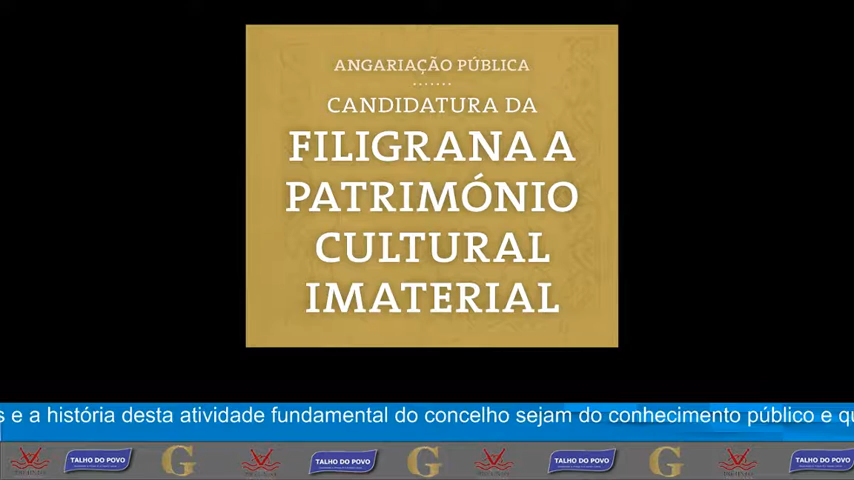 ANGARIAÇÃO PÚBLICA
CANDIDATURA DA
FILIGRANA A
PATRIMÓNIO
CULTURAL
IMATERIAL
s e a história desta atividade fundamental do concelho sejam do conhecimento público e qu
TALHO DO POVO G TALHO DO POVO G TALHO DO POVO G TALHO DO POVO